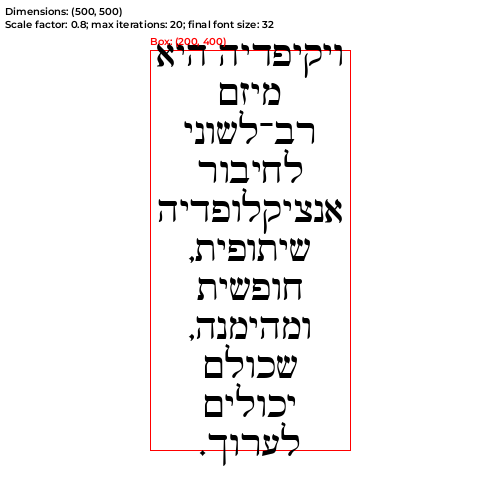 Dimensions: (500, 500)
Scale factor: 0.8; max iterations: 20; final font size: 32
Box: (200, 400)
ויקיפדיה היא
מיזם
רב־לשוני
לחיבור
אנציקלופדיה
שיתופית,
חופשית
ומהימנה,
שכולם
יכולים
לערוך.